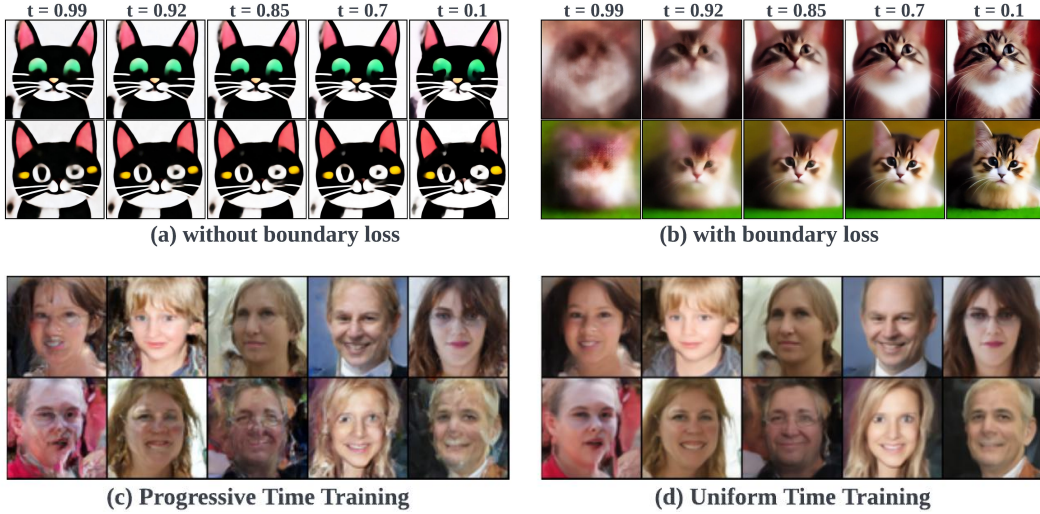 t = 0.99 t = 0.92 t = 0.85 t = 0.7 t = 0.1
t = 0.99 t = 0.92 t = 0.85 t = 0.7 t = 0.1
(a) without boundary loss
(b) with boundary loss
(c) Progressive Time Training
(d) Uniform Time Training